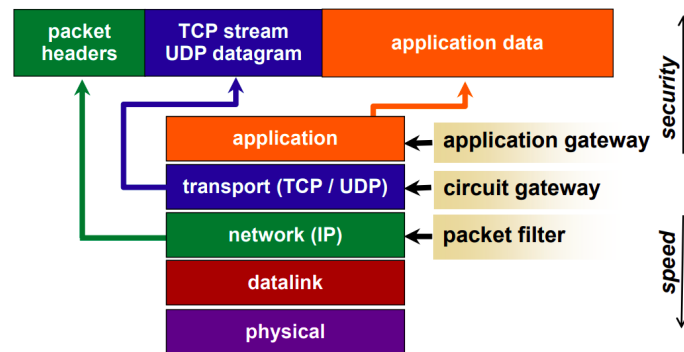 packet
headers
TCP stream
UDP datagram
application data
security
application
application gateway
transport (TCP / UDP)
circuit gateway
network (IP)
packet filter
speed
datalink
physical